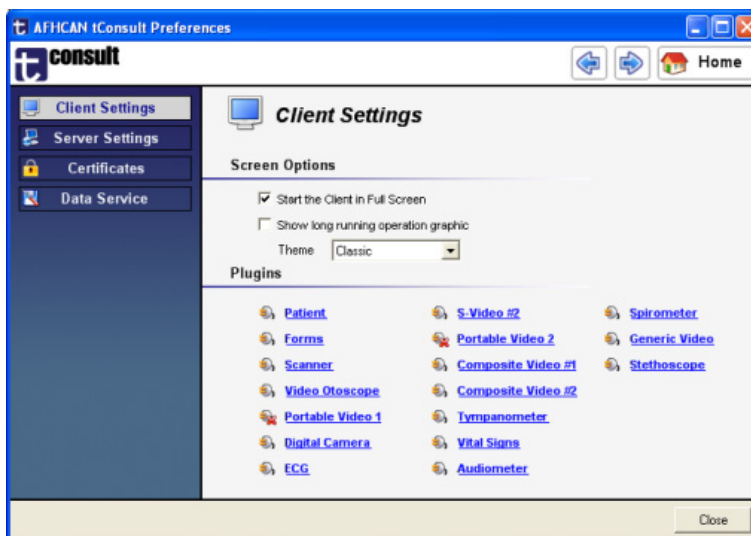 AFHCAN tConsult Preferences
tconsult
Home
Client Settings
Server Settings
Certificates
Data Service
Client Settings
Screen Options
Start the Client in Full Screen
Show long running operation graphic
Theme Classic
Plugins
Patient
Forms
Scanner
Video Otoscope
Portable Video 1
Digital Camera
ECG
S-Video #2
Portable Video 2
Composite Video #1
Composite Video #2
Tympanometer
Vital Signs
Audiometer
Spirometer
Generic Video
Stethoscope
Close